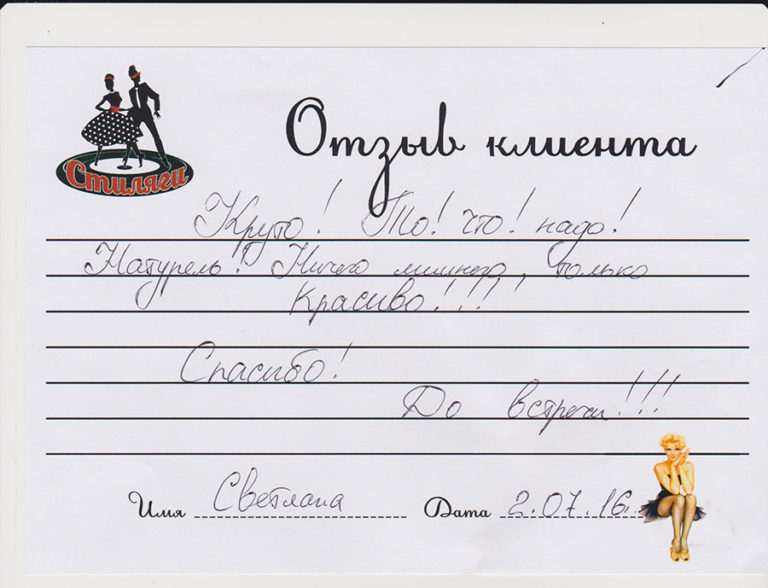 Стиляги
Отзыв клиента
Круто! То! что! надо!
Натурель! Ничего лишнего, только
Красиво!!!!
Спасибо!
До встречи!!!
Имя Светлана Дата 2.07.16.